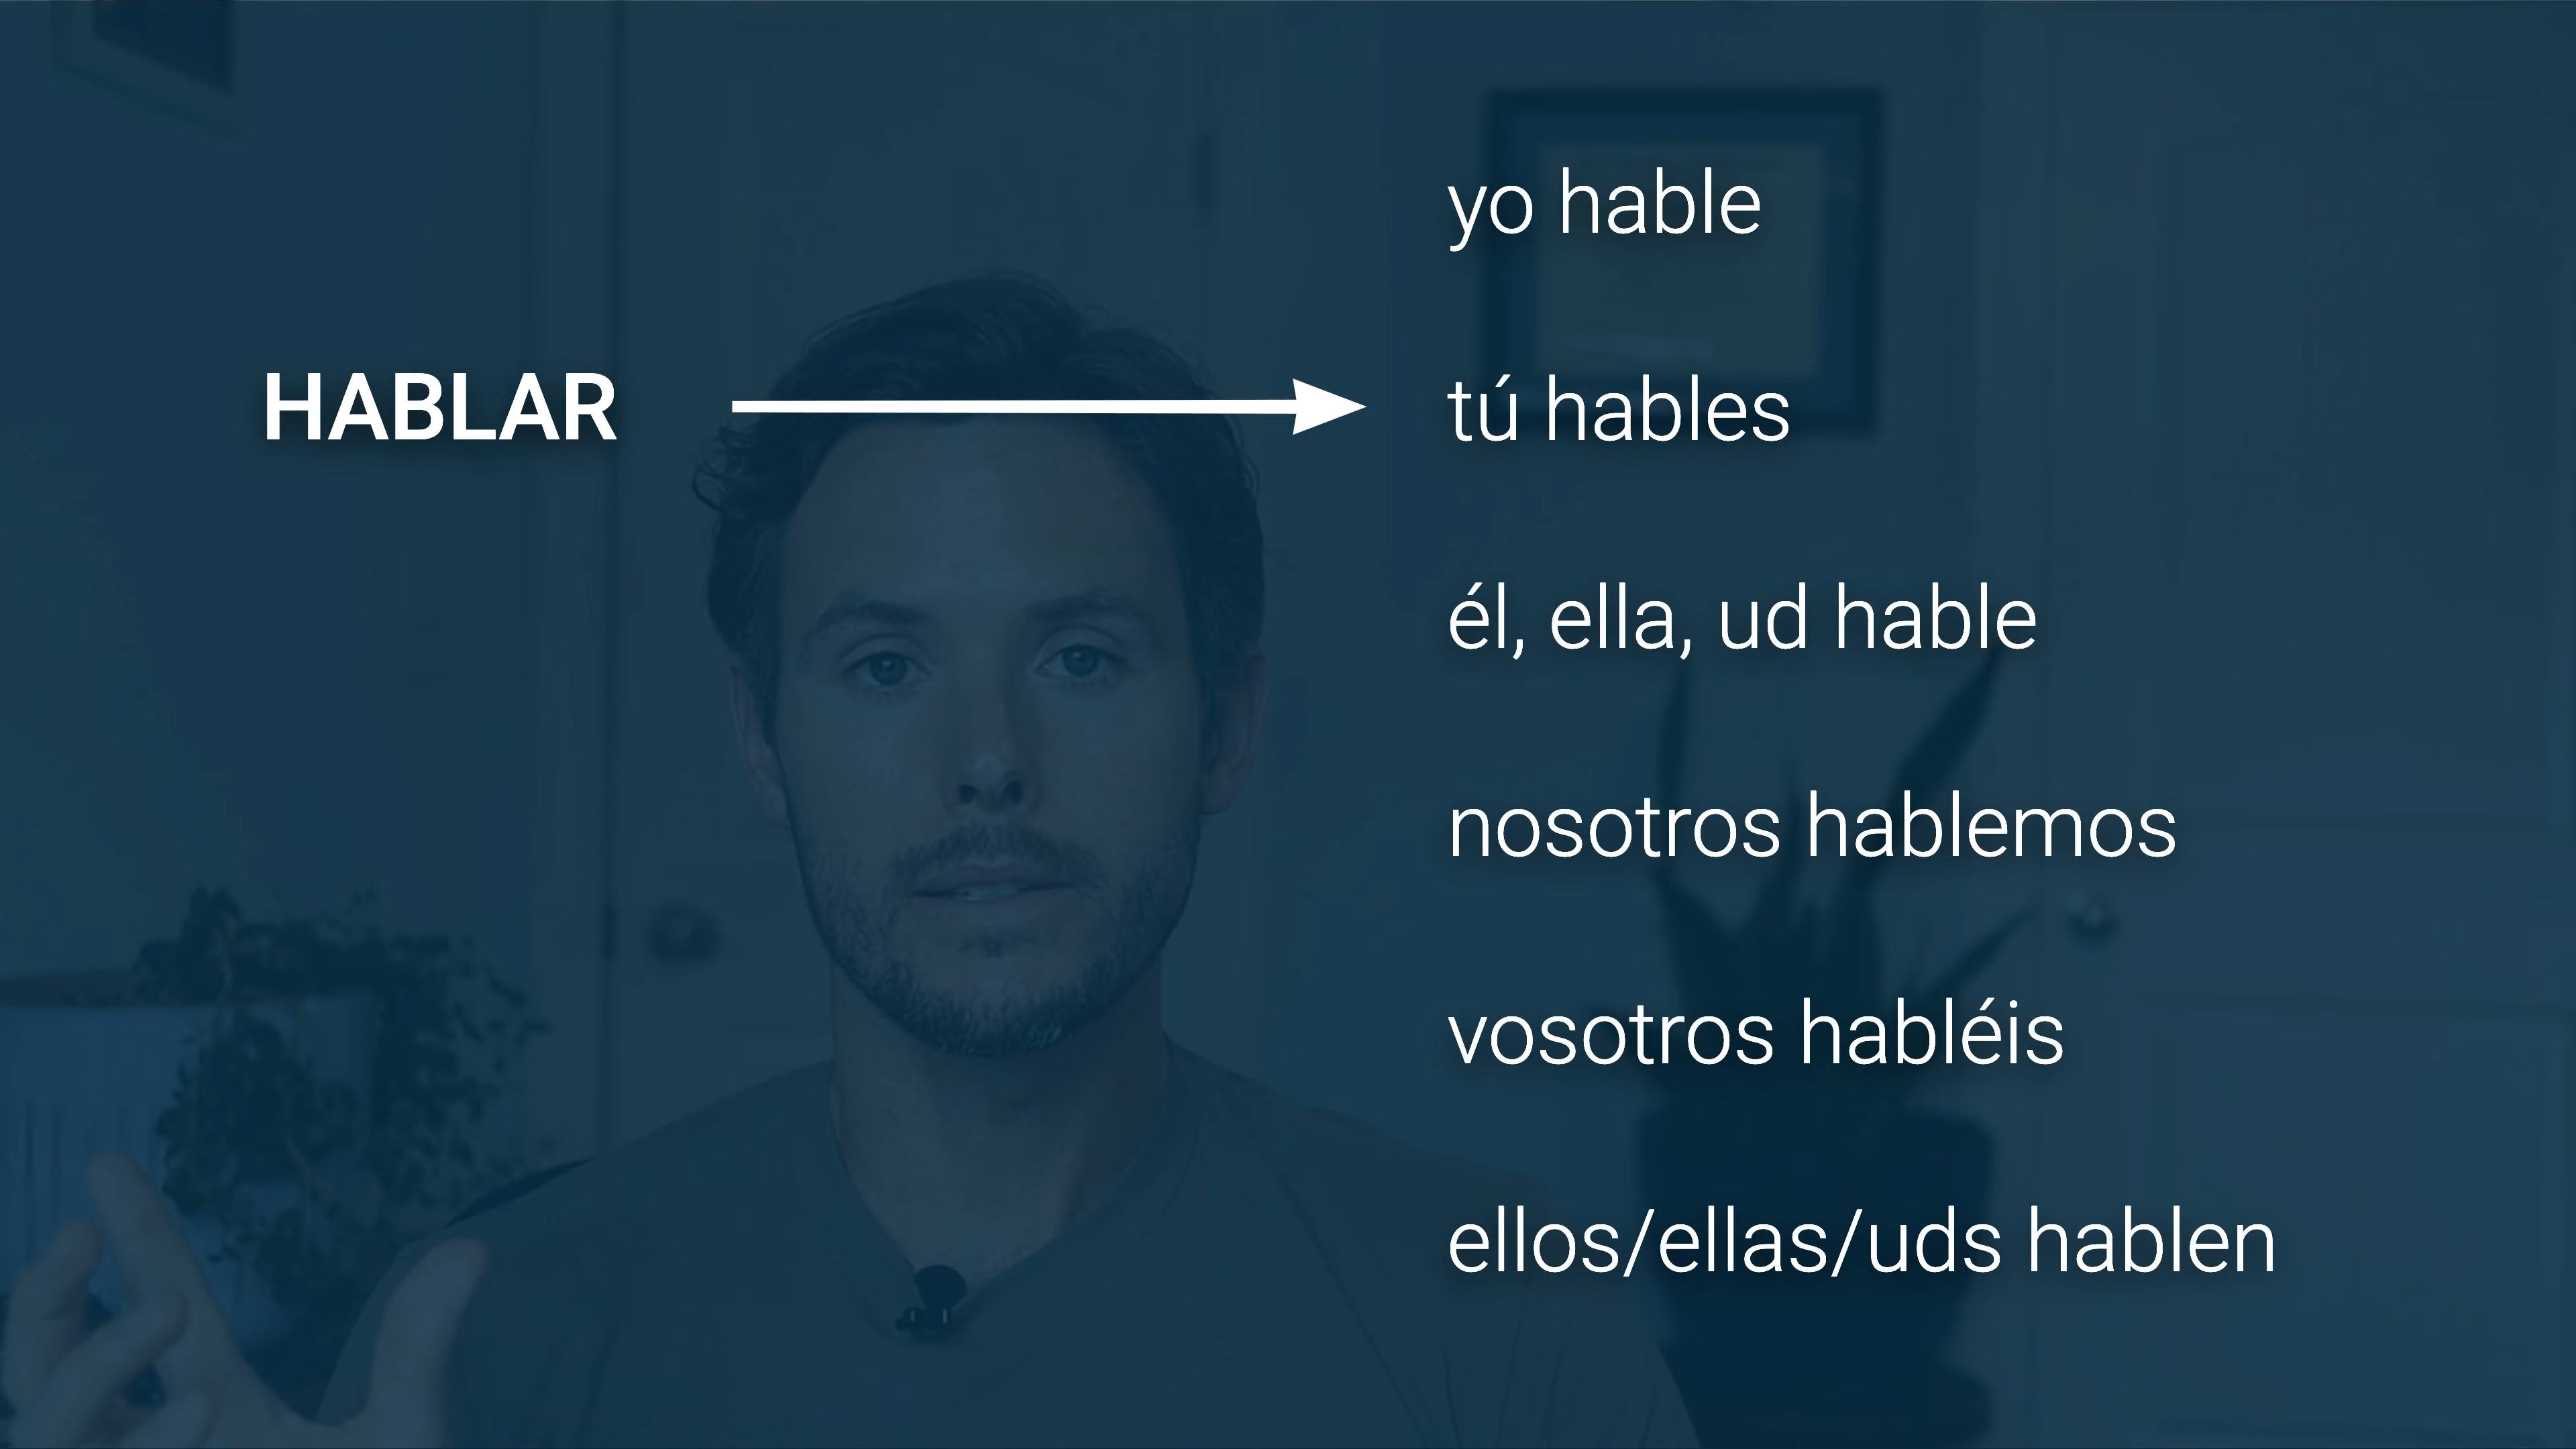 HABLAR
yo hable
tú hables
él, ella, ud hable
nosotros hablemos
vosotros habléis
ellos/ellas/uds hablen